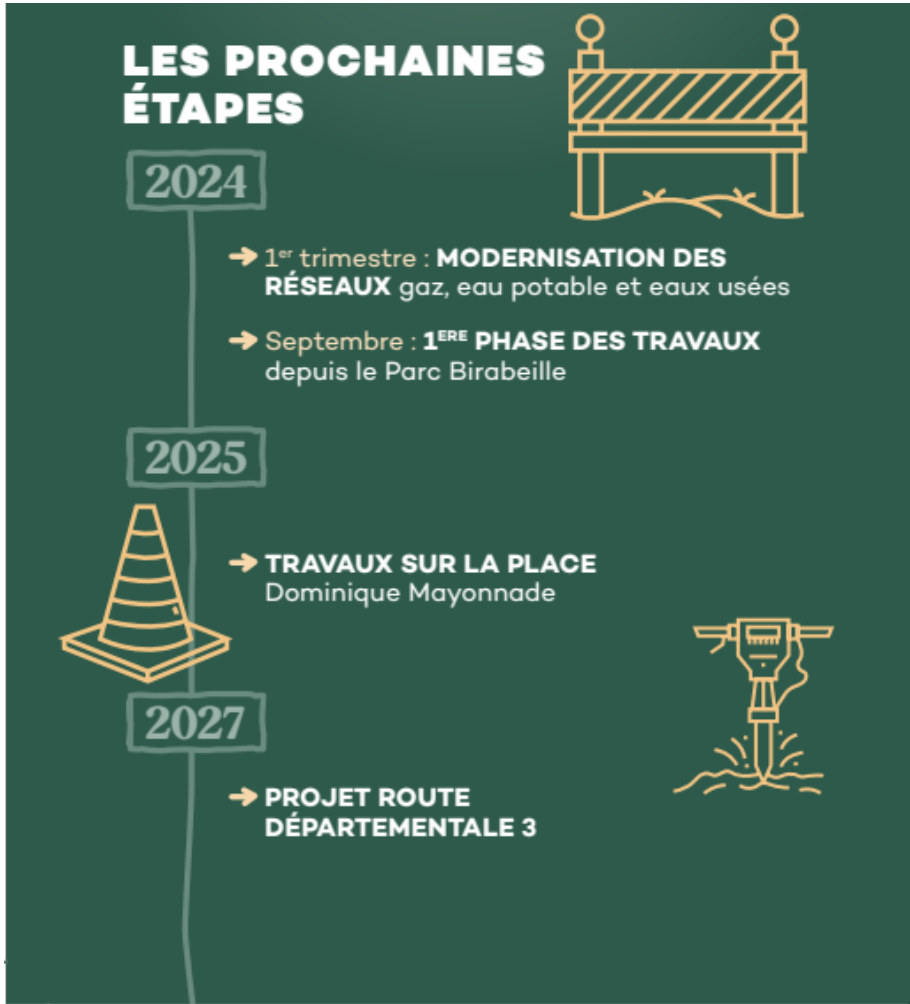 LES PROCHAINES
ÉTAPES
2024
1er trimestre : MODERNISATION DES
RÉSEAUX gaz, eau potable et eaux usées
Septembre : 1ERE PHASE DES TRAVAUX
depuis le Parc Birabeille
2025
TRAVAUX SUR LA PLACE
Dominique Mayonnade
2027
PROJET ROUTE
DÉPARTEMENTALE 3